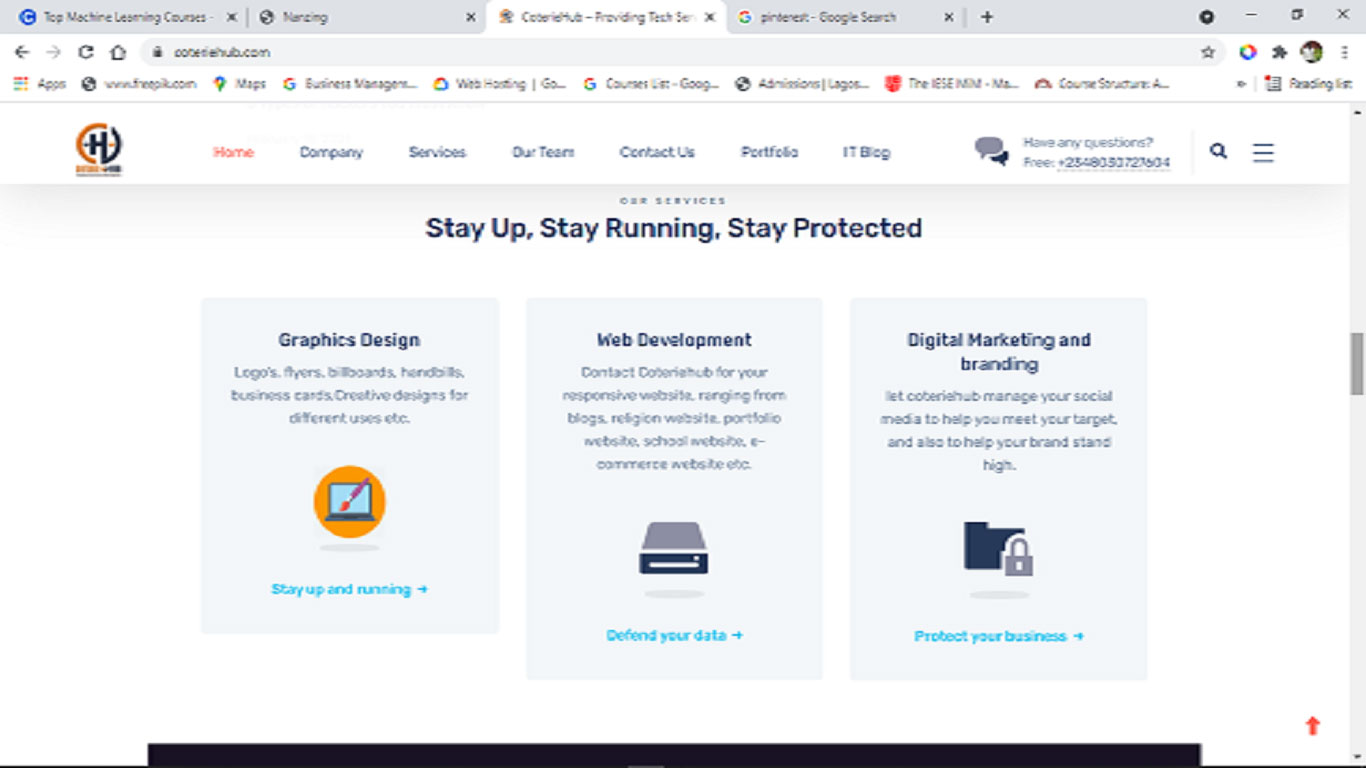 Top Machine Learning Courses -
Nanzing
CoterieHub – Providing Tech Ser
pinterest - Google Search
coteriehub.com
Apps
www.freepik.com
Maps
Business Managem...
Web Hosting | Go...
Courses List - Goog...
Admissions | Lagos...
The IESE MiM - Ma...
Course Structure: A...
Reading list
Home
Company
Services
Our Team
Contact Us
Portfolio
IT Blog
Have any questions?
Free: +2348030727604
OUR SERVICES
Stay Up, Stay Running, Stay Protected
Graphics Design
Logo's, flyers, billboards, handbills,
business cards,Creative designs for
different uses etc.
Stay up and running →
Web Development
Contact Coteriehub for your
responsive website, ranging from
blogs, religion website, portfolio
website, school website, e-
commerce website etc.
Defend your data →
Digital Marketing and
branding
let coteriehub manage your social
media to help you meet your target,
and also to help your brand stand
high.
Protect your business →